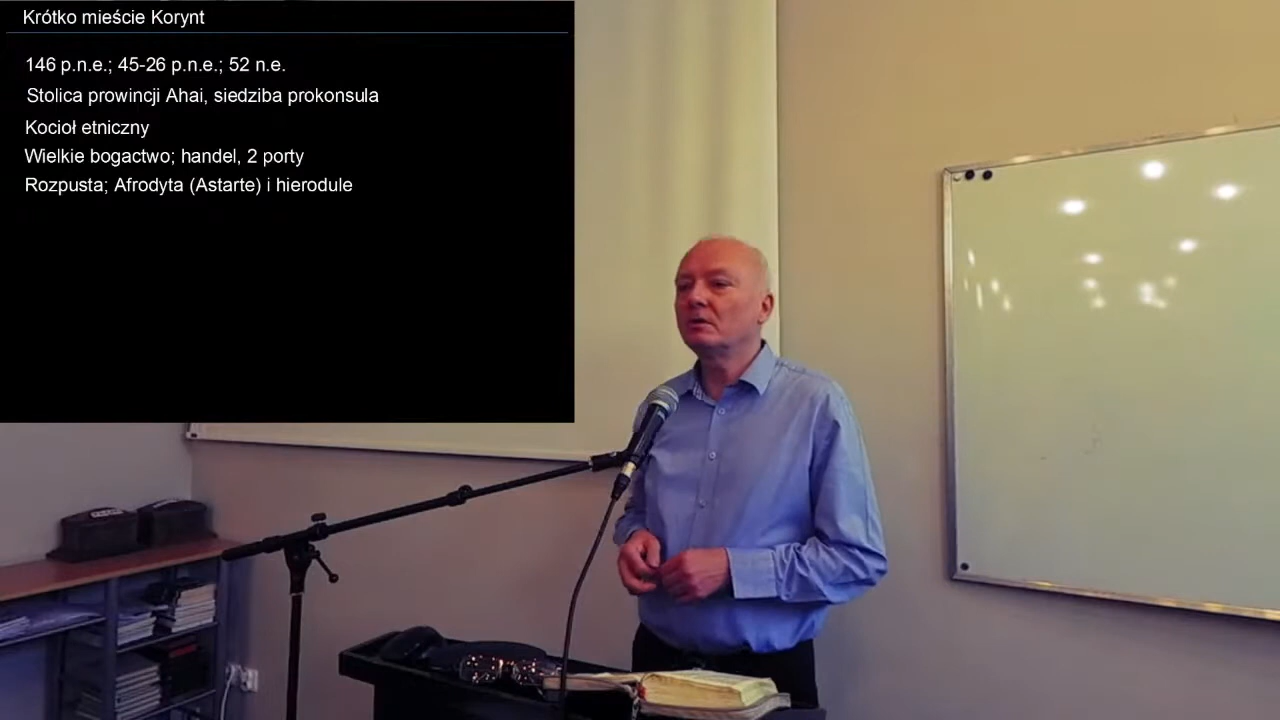 Krótko mieście Korynt
146 p.n.e.; 45-26 p.n.e.; 52 n.e.
Stolica prowincji Ahai, siedziba prokonsula
Kocioł etniczny
Wielkie bogactwo; handel, 2 porty
Rozpusta; Afrodyta (Astarte) i hierodule